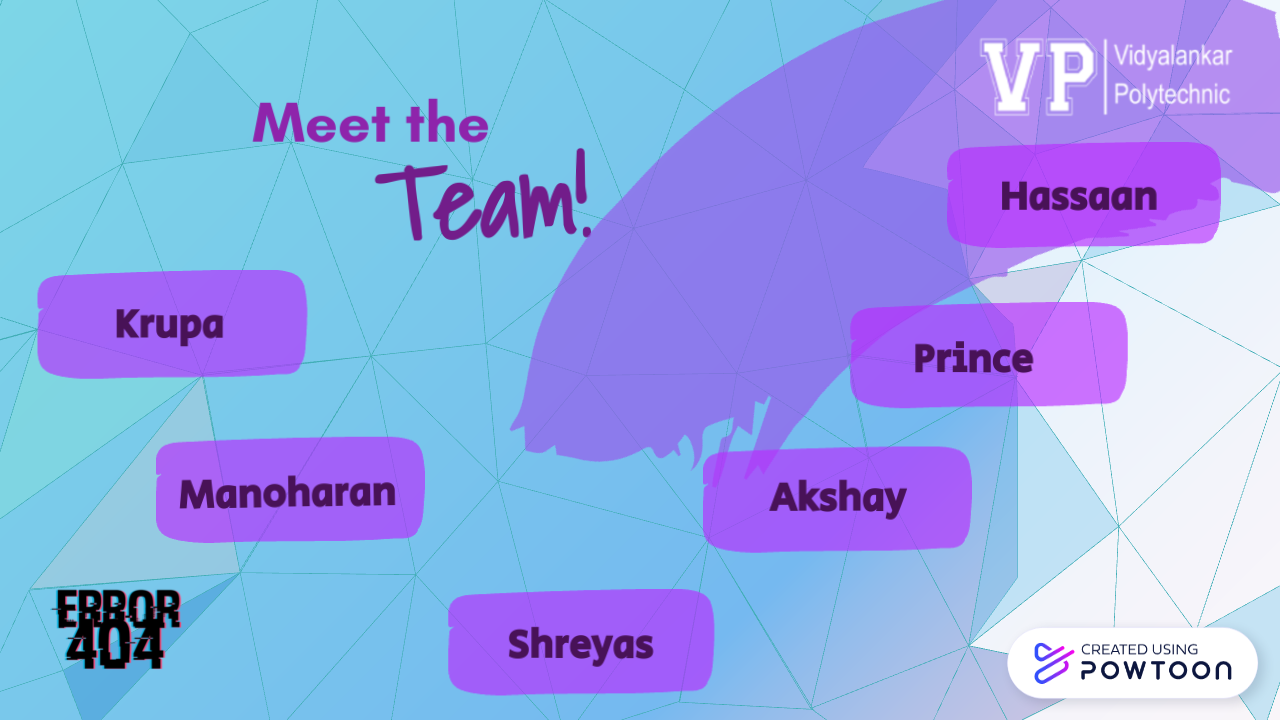 Meet the
Team!
VP
Vidyalankar
Polytechnic
Hassaan
Krupa
Prince
Manoharan
Akshay
Shreyas
ERROR
404
CREATED USING
POWTOON